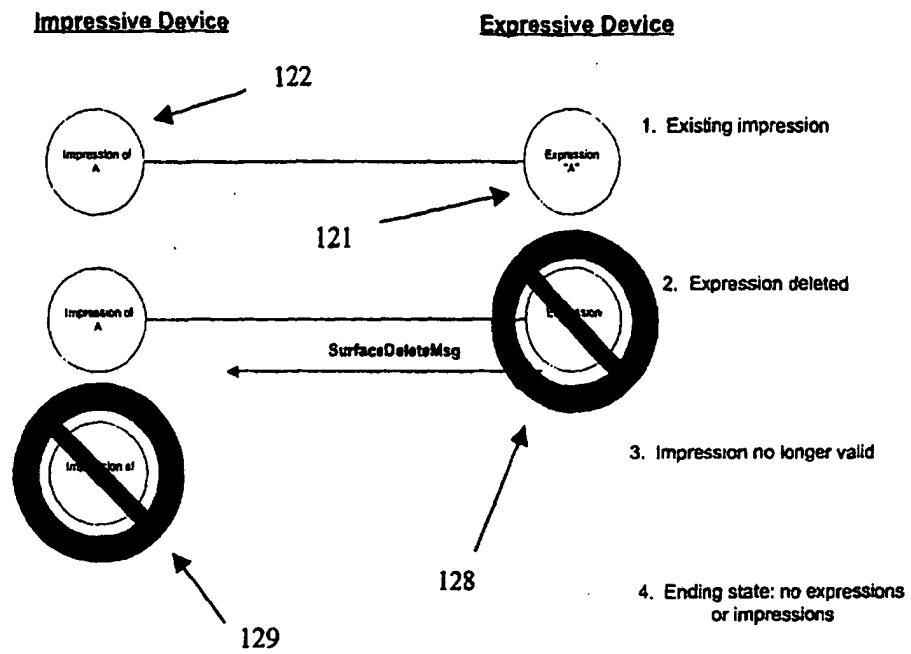 Impressive Device
Expressive Device
122
1. Existing impression
Impression of
A
Expression
"A"
121
2. Expression deleted
Impression of
A
SurfaceDeleteMsg
3. Impression no longer valid
128
4. Ending state: no expressions
or impressions
129